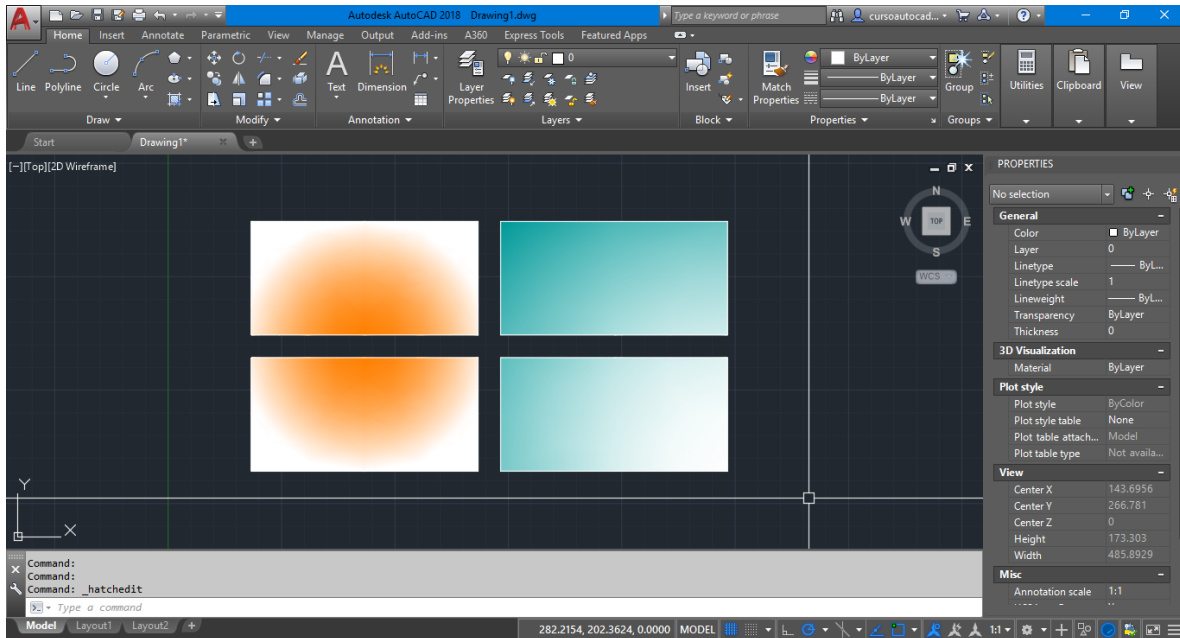 Autodesk AutoCAD 2018 Drawing1.dwg
Type a keyword or phrase
cursoautocad...
Home Insert Annotate Parametric View Manage Output Add-ins A360 Express Tools Featured Apps
0
ByLayer
Line Polyline Circle Arc
Text Dimension
Layer
Properties
Insert
Match
Properties
ByLayer
ByLayer
Group
Utilities Clipboard View
Draw Modify Annotation Layers Block Properties Groups
Start Drawing1*
[−][Top][2D Wireframe]
N
W TOP E
S
WCS
Y
X
PROPERTIES
No selection
General
Color ByLayer
Layer 0
Linetype ByL...
Linetype scale 1
Lineweight ByL...
Transparency ByLayer
Thickness 0
3D Visualization
Material ByLayer
Plot style
Plot style ByColor
Plot style table None
Plot table attach... Model
Plot table type Not availa...
View
Center X 143.6956
Center Y 266.781
Center Z 0
Height 173.303
Width 485.8929
Misc
Annotation scale 1:1
Command:
Command:
Command: _hatchedit
Type a command
Model Layout1 Layout2 +
282.2154, 202.3624, 0.0000 MODEL 1:1